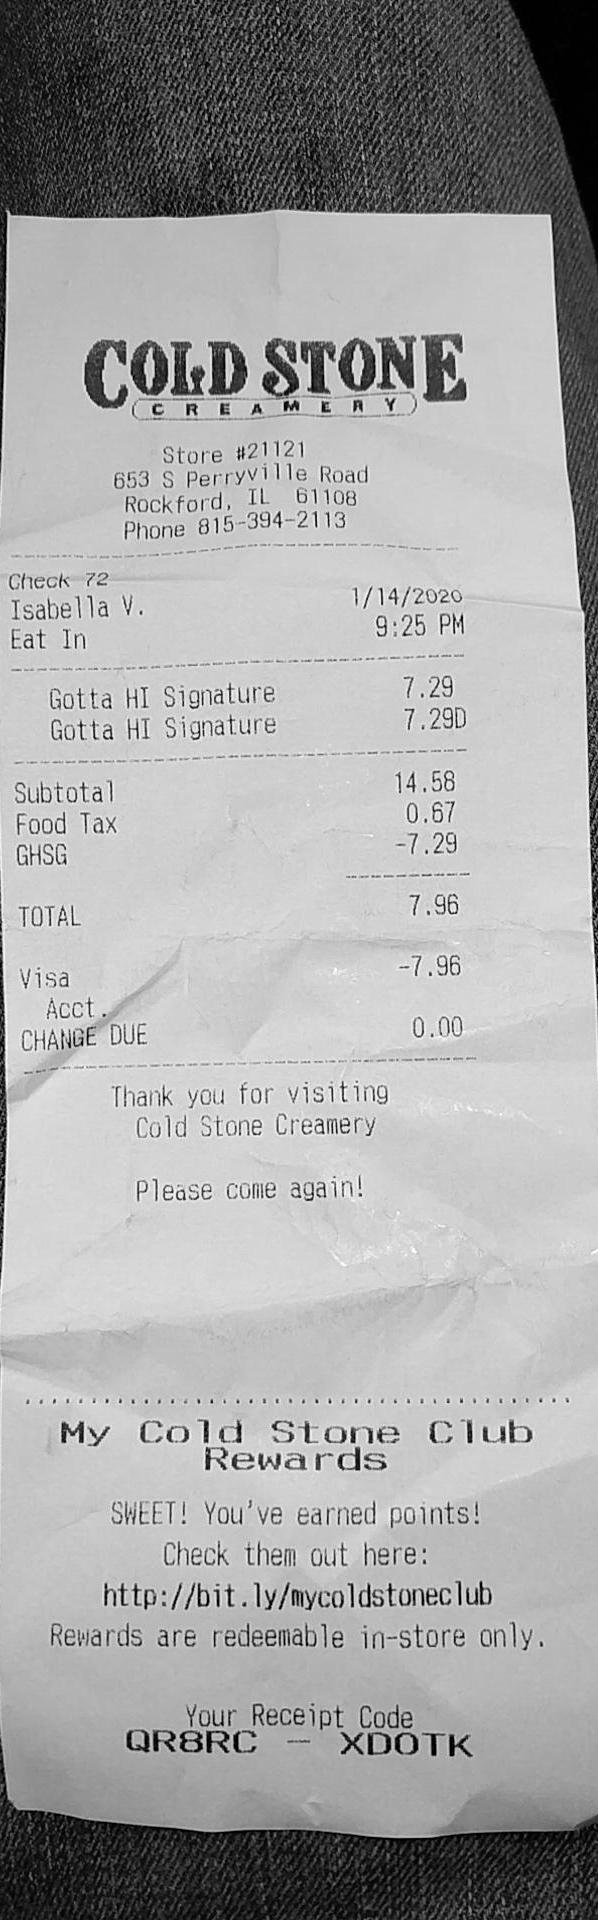 COLD STONE
CREAMERY
Store #21121
653 S Perryville Road
Rockford, IL 61108
Phone 815-394-2113
Check 72
Isabella V. 1/14/2020
Eat In 9:25 PM
Gotta HI Signature 7.29
Gotta HI Signature 7.29D
Subtotal 14.58
Food Tax 0.67
GHSG -7.29
TOTAL 7.96
Visa -7.96
Acct.
CHANGE DUE 0.00
Thank you for visiting
Cold Stone Creamery
Please come again!
My Cold Stone Club
Rewards
SWEET! You've earned points!
Check them out here:
http://bit.ly/mycoldstoneclub
Rewards are redeemable in-store only.
Your Receipt Code
QR8RC - XDOTK